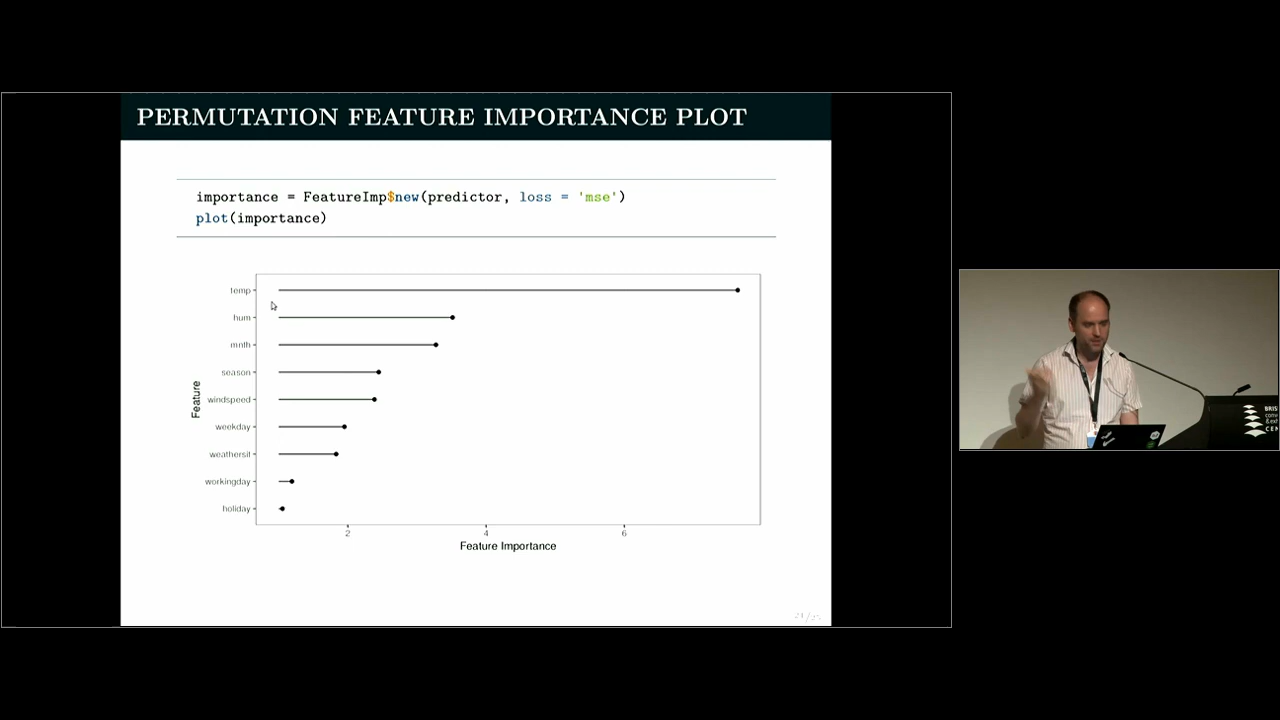 PERMUTATION FEATURE IMPORTANCE PLOT
importance = FeatureImp$new(predictor, loss = 'mse')
plot(importance)
temp
hum
mnth
season
windspeed
weekday
weathersit
workingday
holiday
Feature
2
4
6
Feature Importance
CEN